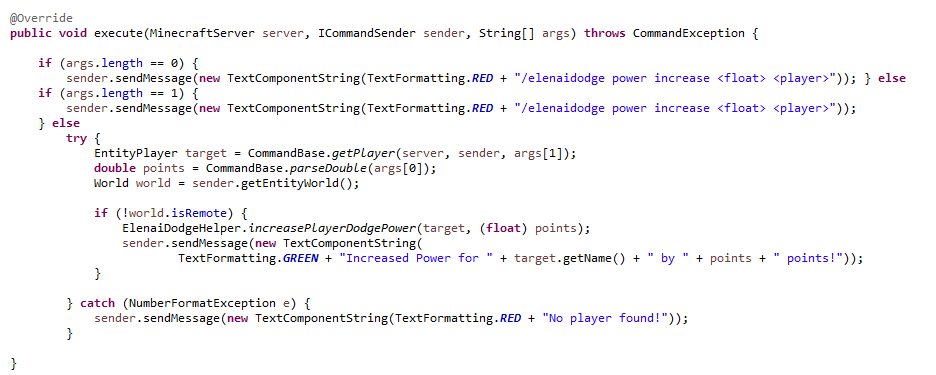 @Override
public void execute(MinecraftServer server, ICommandSender sender, String[] args) throws CommandException {
if (args.length == 0) {
sender.sendMessage(new TextComponentString(TextFormatting.RED + "/elenaidodge power increase <float> <player>")); } else
if (args.length == 1) {
sender.sendMessage(new TextComponentString(TextFormatting.RED + "/elenaidodge power increase <float> <player>"));
} else
try {
EntityPlayer target = CommandBase.getPlayer(server, sender, args[1]);
double points = CommandBase.parseDouble(args[0]);
World world = sender.getEntityWorld();
if (!world.isRemote) {
ElenaiDodgeHelper.increasePlayerDodgePower(target, (float) points);
sender.sendMessage(new TextComponentString(
TextFormatting.GREEN + "Increased Power for " + target.getName() + " by " + points + " points!"));
}
} catch (NumberFormatException e) {
sender.sendMessage(new TextComponentString(TextFormatting.RED + "No player found!"));
}
}